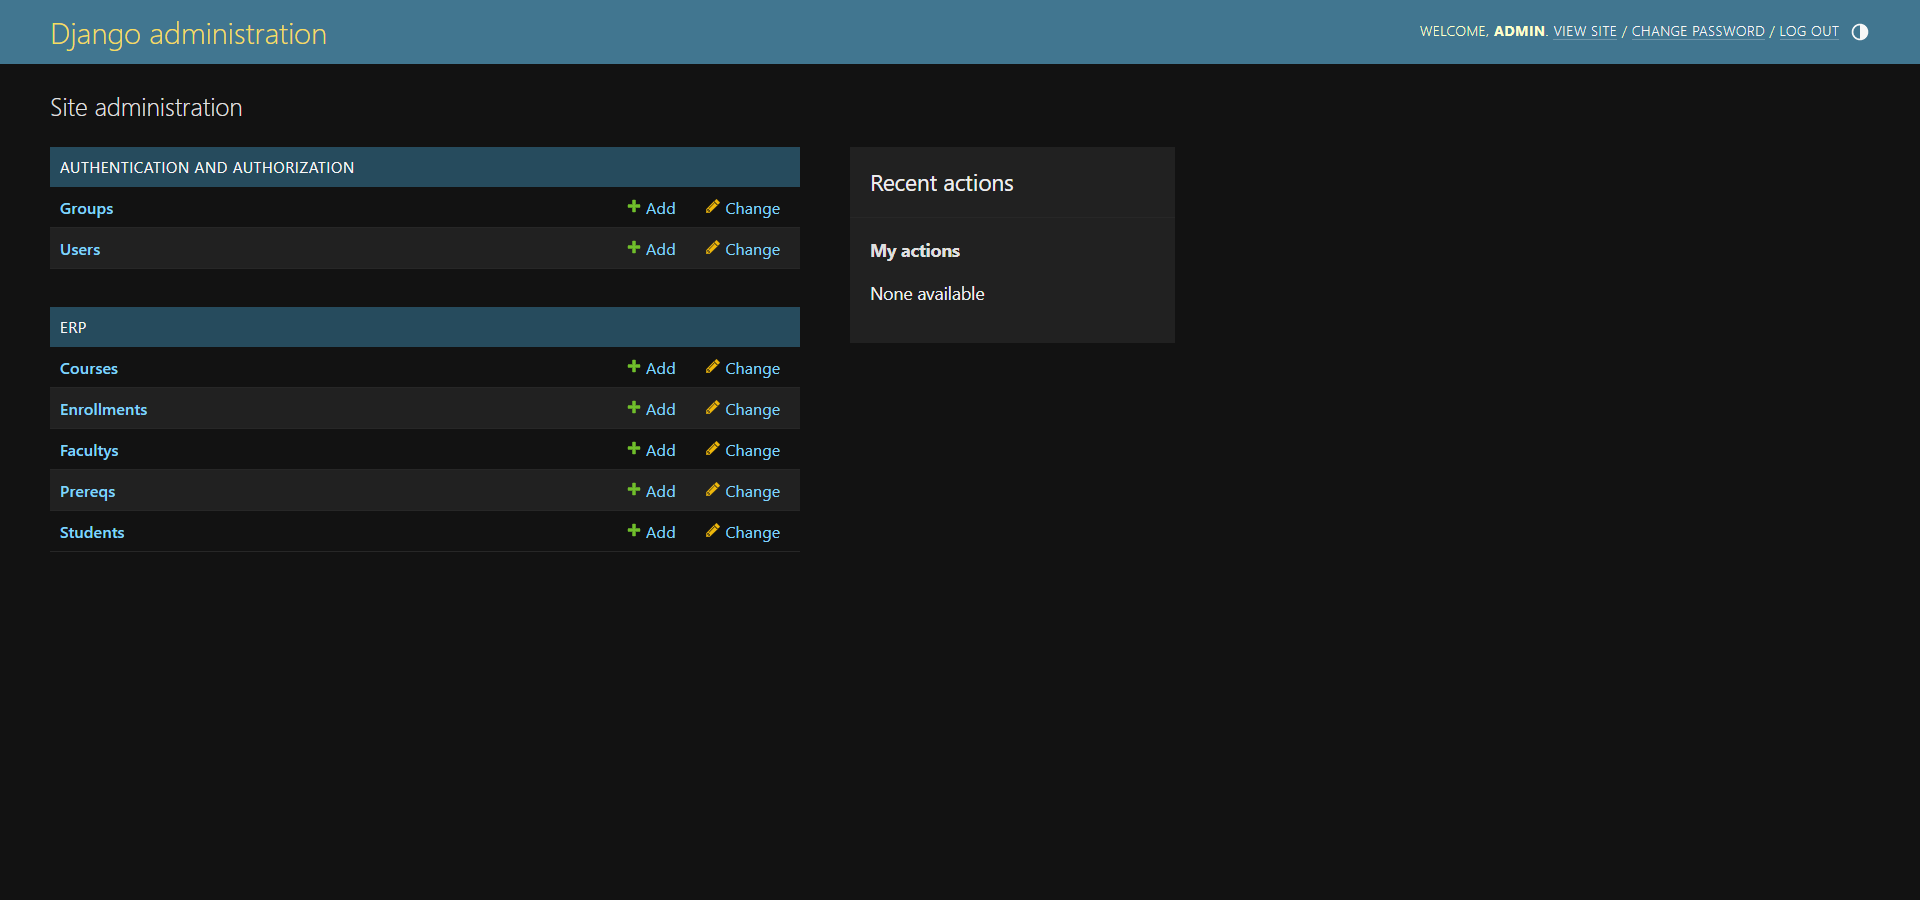 Django administration
WELCOME, ADMIN. VIEW SITE / CHANGE PASSWORD / LOG OUT
Site administration
AUTHENTICATION AND AUTHORIZATION
Groups Add Change
Users Add Change
ERP
Courses Add Change
Enrollments Add Change
Facultys Add Change
Prereqs Add Change
Students Add Change
Recent actions
My actions
None available